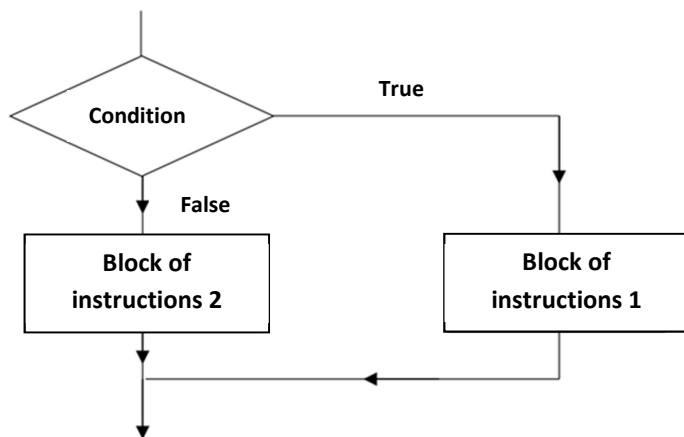 True
Condition
False
Block of
instructions 2
Block of
instructions 1